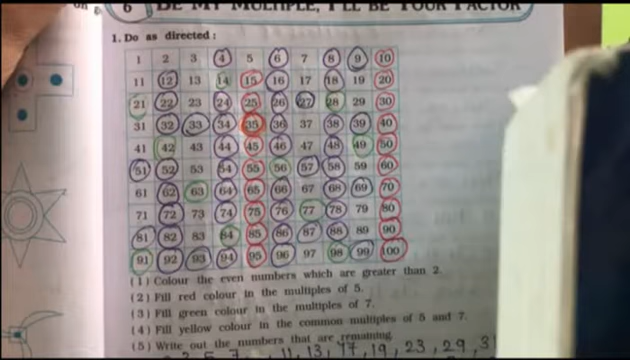 6 BE MY MULTIPLE, I'LL BE YOUR FACTOR
1. Do as directed :
1 2 3 4 5 6 7 8 9 10
11 12 13 14 15 16 17 18 19 20
21 22 23 24 25 26 27 28 29 30
31 32 33 34 35 36 37 38 39 40
41 42 43 44 45 46 47 48 49 50
51 52 53 54 55 56 57 58 59 60
61 62 63 64 65 66 67 68 69 70
71 72 73 74 75 76 77 78 79 80
81 82 83 84 85 86 87 88 89 90
91 92 93 94 95 96 97 98 99 100
(1) Colour the even numbers which are greater than 2.
(2) Fill red colour in the multiples of 5.
(3) Fill green colour in the multiples of 7.
(4) Fill yellow colour in the common multiples of 5 and 7.
(5) Write out the numbers that are remaining
11, 13, 17, 19, 23, 29, 31